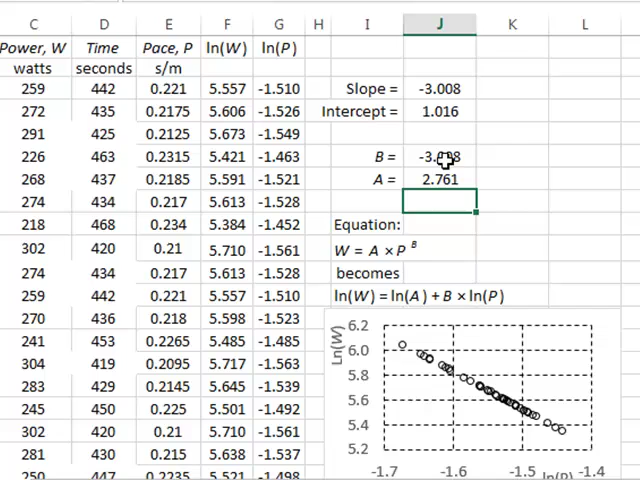 C D E F G H I J K L
Power, W Time Pace, P ln(W) ln(P)
watts seconds s/m
259 442 0.221 5.557 -1.510 Slope = -3.008
272 435 0.2175 5.606 -1.526 Intercept = 1.016
291 425 0.2125 5.673 -1.549
226 463 0.2315 5.421 -1.463 B =
268 437 0.2185 5.591 -1.521 A = 2.761
274 434 0.217 5.613 -1.528
218 468 0.234 5.384 -1.452 Equation:
302 420 0.21 5.710 -1.561 W = A × P B
274 434 0.217 5.613 -1.528 becomes
259 442 0.221 5.557 -1.510 ln(W) = ln(A) + B × ln(P)
270 436 0.218 5.598 -1.523 6.2
241 453 0.2265 5.485 -1.485 6.0
304 419 0.2095 5.717 -1.563 5.8
283 429 0.2145 5.645 -1.539 5.6
245 450 0.225 5.501 -1.492 5.4
302 420 0.21 5.710 -1.561 5.2
281 430 0.215 5.638 -1.537
250 447 0.2235 5.521 -1.498 -1.7 -1.6 -1.5 -1.4
Ln(W)
ln(P)